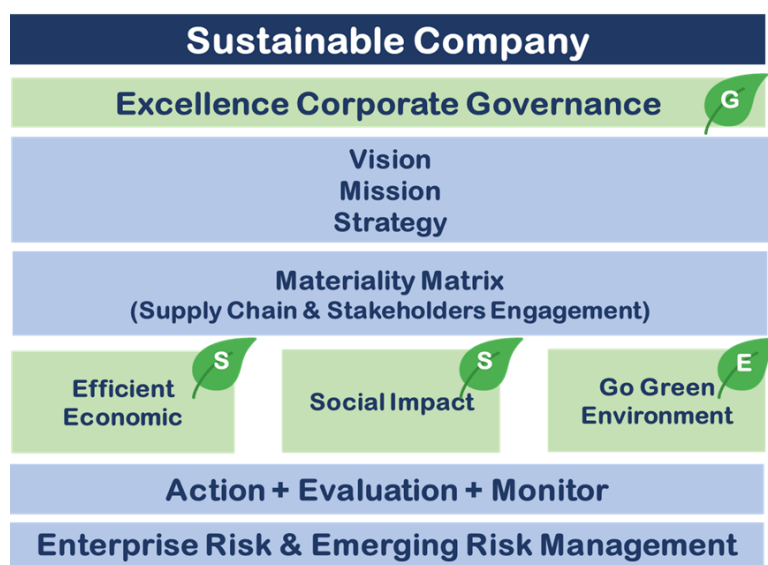 Sustainable Company
Excellence Corporate Governance
G
Vision
Mission
Strategy
Materiality Matrix
(Supply Chain & Stakeholders Engagement)
S
Efficient
Economic
S
Social Impact
E
Go Green
Environment
Action + Evaluation + Monitor
Enterprise Risk & Emerging Risk Management